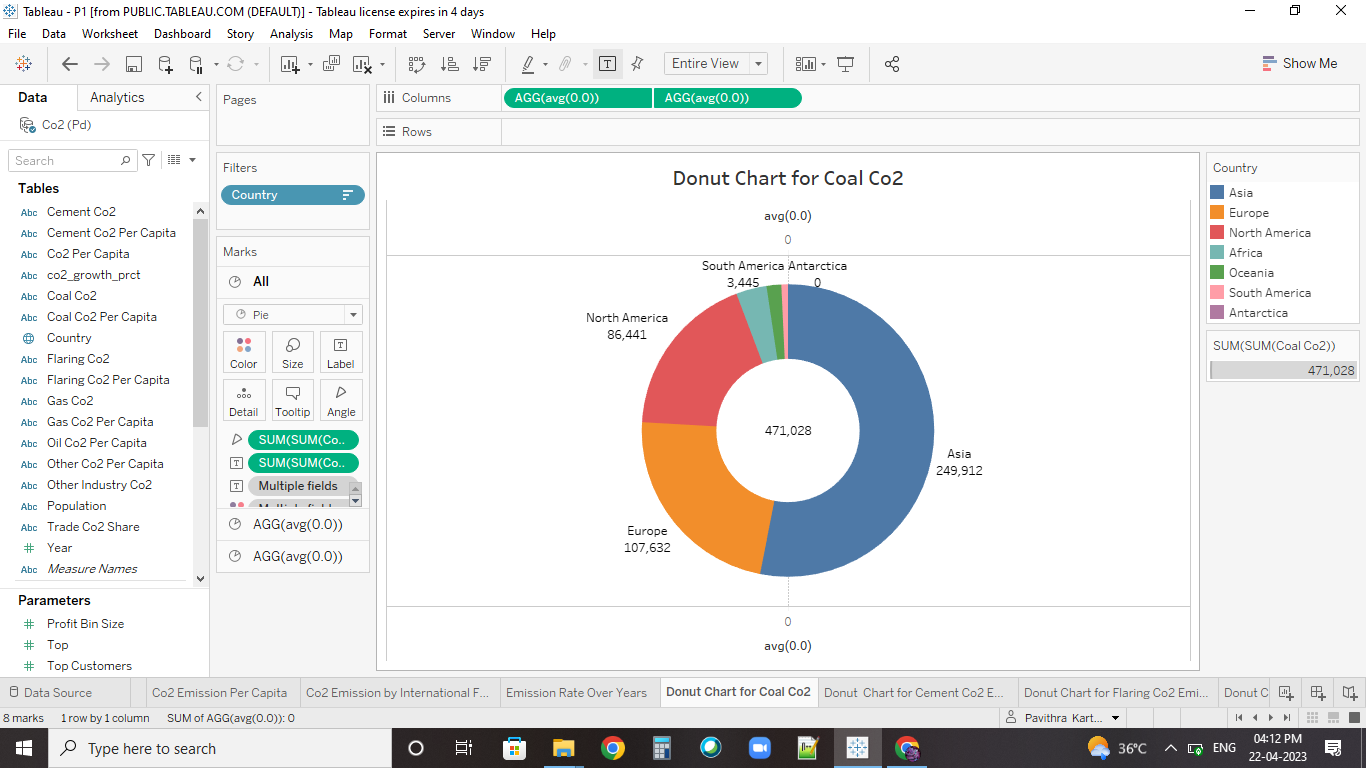 Tableau - P1 [from PUBLIC.TABLEAU.COM (DEFAULT)] - Tableau license expires in 4 days
File Data Worksheet Dashboard Story Analysis Map Format Server Window Help
Entire View
Show Me
Data Analytics
Co2 (Pd)
Search
Tables
Abc Cement Co2
Abc Cement Co2 Per Capita
Abc Co2 Per Capita
Abc co2_growth_prct
Abc Coal Co2
Abc Coal Co2 Per Capita
Country
Abc Flaring Co2
Abc Flaring Co2 Per Capita
Abc Gas Co2
Abc Gas Co2 Per Capita
Abc Oil Co2 Per Capita
Abc Other Co2 Per Capita
Abc Other Industry Co2
Abc Population
Abc Trade Co2 Share
# Year
Abc Measure Names
Parameters
# Profit Bin Size
# Top
# Top Customers
Pages
Filters
Country
Marks
All
Pie
Color Size Label
Detail Tooltip Angle
SUM(SUM(Co..
SUM(SUM(Co..
Multiple fields
AGG(avg(0.0))
AGG(avg(0.0))
Columns AGG(avg(0.0)) AGG(avg(0.0))
Rows
Donut Chart for Coal Co2
avg(0.0)
0
South America Antarctica
3,445 0
North America
86,441
471,028
Asia
249,912
Europe
107,632
0
avg(0.0)
Country
Asia
Europe
North America
Africa
Oceania
South America
Antarctica
SUM(SUM(Coal Co2))
471,028
Data Source Co2 Emission Per Capita Co2 Emission by International F... Emission Rate Over Years Donut Chart for Coal Co2 Donut Chart for Cement Co2 E... Donut Chart for Flaring Co2 Emi... Donut C
8 marks 1 row by 1 column SUM of AGG(avg(0.0)): 0 Pavithra Kart...
Type here to search
36°C ENG 04:12 PM
22-04-2023